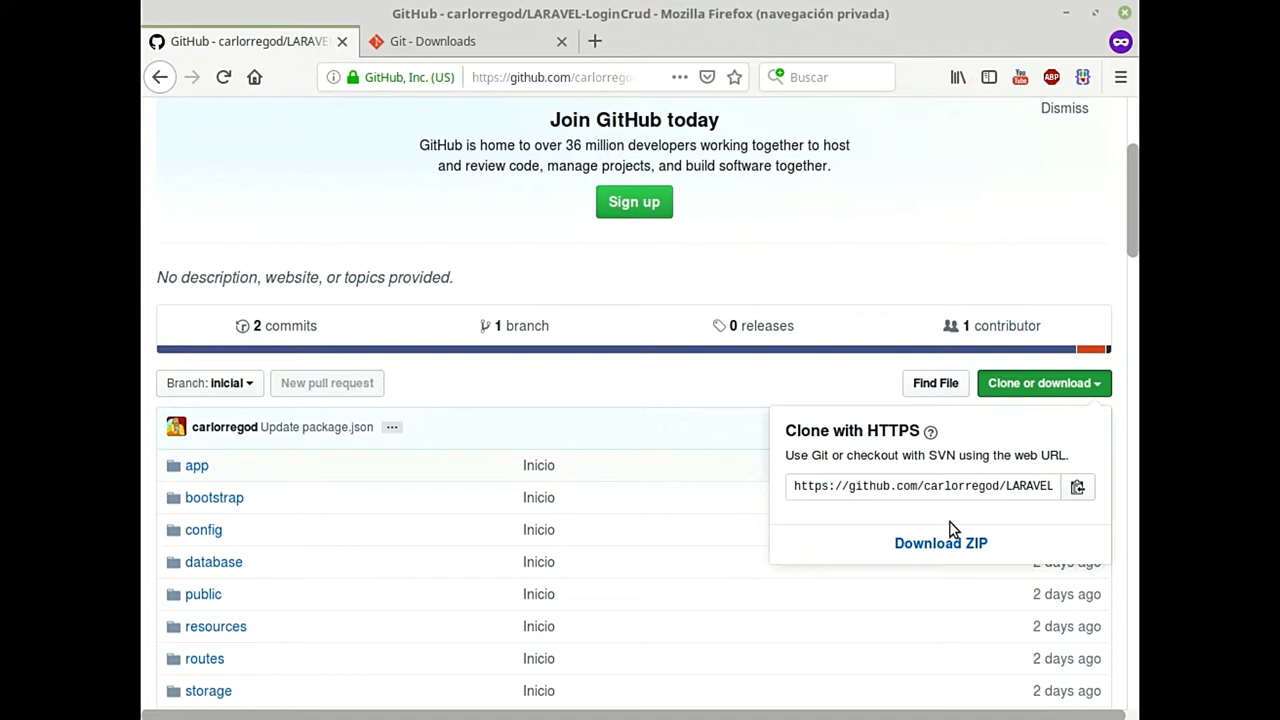 GitHub - carlorregod/LARAVEL-LoginCrud - Mozilla Firefox (navegación privada)
GitHub - carlorregod/LARAVE
Git - Downloads
GitHub, Inc. (US)
https://github.com/carlorrego
Buscar
You Tube
ABP
Dismiss
Join GitHub today
GitHub is home to over 36 million developers working together to host
and review code, manage projects, and build software together.
Sign up
No description, website, or topics provided.
2 commits
1 branch
0 releases
1 contributor
Branch: inicial
New pull request
Find File
Clone or download
carlorregod Update package.json
Clone with HTTPS
Use Git or checkout with SVN using the web URL.
https://github.com/carlorregod/LARAVEL
Download ZIP
app Inicio
bootstrap Inicio
config Inicio
database Inicio 2 days ago
public Inicio 2 days ago
resources Inicio 2 days ago
routes Inicio 2 days ago
storage Inicio 2 days ago